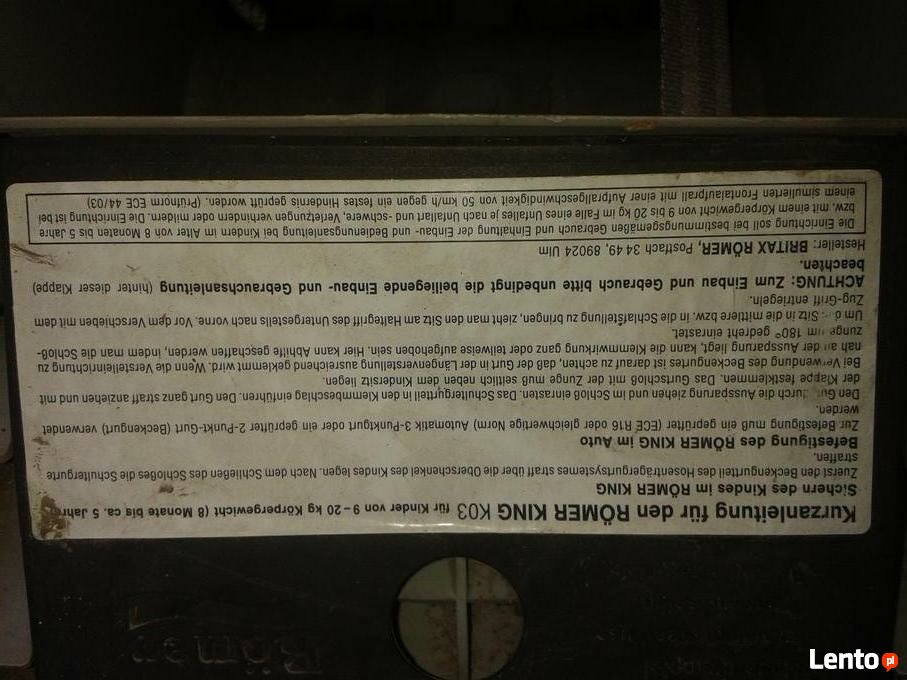 Kurzanleitung für den RÖMER KING K03 für Kinder von 9 – 20 kg Körpergewicht (8 Monate bis ca. 5 Jahre
Sichern des Kindes im RÖMER KING
Zuerst den Beckengurtteil des Hosenträgergurtsystemes straff über die Oberschenkel des Kindes legen. Nach dem Schließen des Schloßes die Schultergurte
straffen.
Befestigung des RÖMER KING im Auto
Zur Befestigung muß ein geprüfter (ECE R16 oder gleichwertige Norm) Automatik 3-Punktgurt oder ein geprüfter 2-Punkt-Gurt (Beckengurt) verwendet
werden.
Den Gurt durch die Aussparung ziehen und im Schloß einrasten. Das Schultergurtteil in den Klemmbeschlag einführen. Den Gurt ganz straff anziehen und mit
der Klappe festklemmen. Das Gurtschloß mit der Zunge muß seitlich neben dem Kindersitz liegen.
Bei Verwendung des Beckengurtes ist darauf zu achten, daß der Gurt in der Längenverstellung ausreichend geklemmt wird. Wenn die Verstelleinrichtung zu
nah an der Aussparung liegt, kann die Klemmwirkung ganz oder teilweise aufgehoben sein. Hier kann Abhilfe geschaffen werden, indem man die Schloß-
zunge um 180° gedreht einrastet.
Um den Sitz in die mittlere bzw. in die Schlafstellung zu bringen, zieht man den Sitz am Haltegriff des Untergestells nach vorne. Vor dem Verschieben mit dem
Zug-Griff entriegeln.
ACHTUNG: Zum Einbau und Gebrauch bitte unbedingt die beiliegende Einbau- und Gebrauchsanleitung (hinter dieser Klappe)
beachten.
Hesteller: BRITAX RÖMER, Postfach 3449, 89024 Ulm
Die Einrichtung soll bei bestimmungsgemäßen Gebrauch und Einhaltung der Einbau- und Bedienungsanleitung bei Kindern im Alter von 8 Monaten bis 5 Jahre
bzw. mit einem Körpergewicht von 9 bis 20 kg im Falle eines Unfalles je nach Unfallart und -schwere, Verletzungen verhindern oder mildern. Die Einrichtung ist bei
einem simulierten Frontalaufprall mit einer Aufprallgeschwindigkeit von 50 km/h gegen ein festes Hindernis geprüft worden. (Prüfnorm ECE 44/03)
Römer
Lento.pl